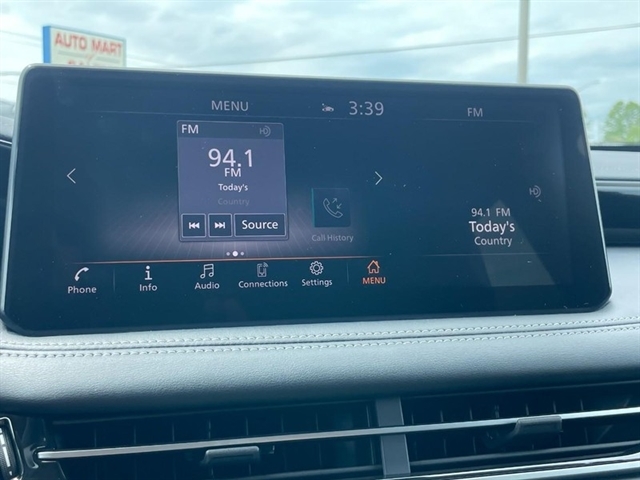 AUTO MART
MENU
3:39
FM
FM
94.1
FM
Today's
Country
Source
Call History
94.1 FM
Today's
Country
Phone
Info
Audio
Connections
Settings
MENU